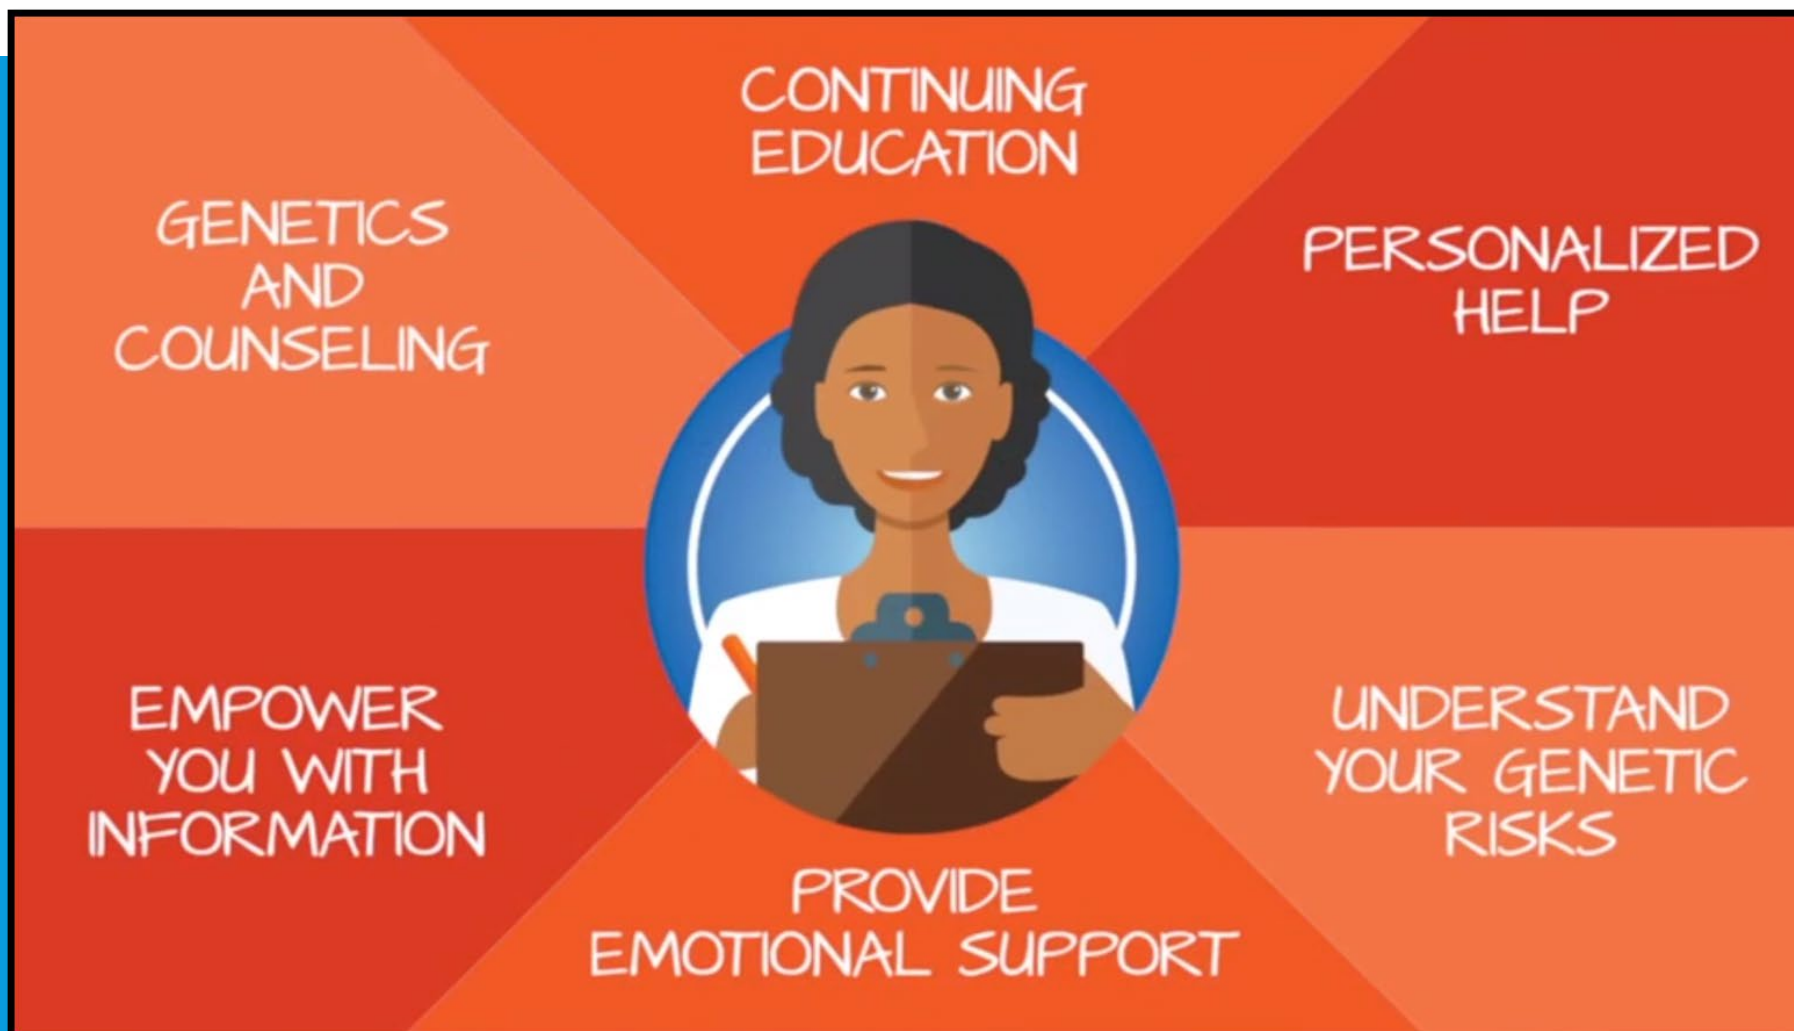 CONTINUING
EDUCATION
GENETICS
AND
COUNSELING
PERSONALIZED
HELP
EMPOWER
YOU WITH
INFORMATION
UNDERSTAND
YOUR GENETIC
RISKS
PROVIDE
EMOTIONAL SUPPORT